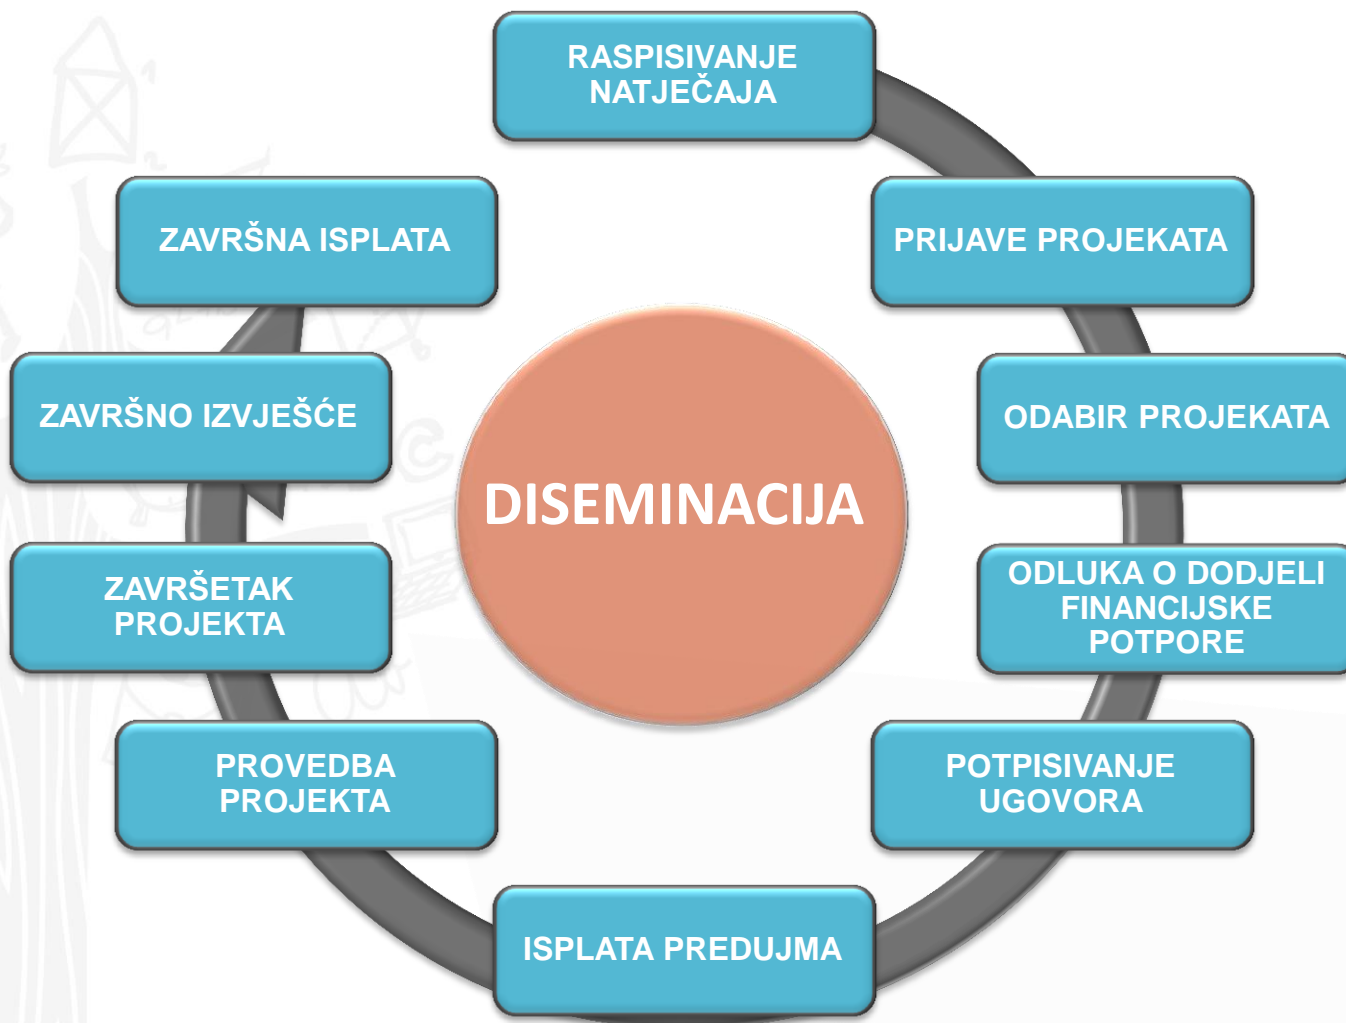 RASPISIVANJE
NATJEČAJA
PRIJAVE PROJEKATA
ODABIR PROJEKATA
ODLUKA O DODJELI
FINANCIJSKE
POTPORE
POTPISIVANJE
UGOVORA
ISPLATA PREDUJMA
PROVEDBA
PROJEKTA
ZAVRŠETAK
PROJEKTA
ZAVRŠNO IZVJEŠĆE
ZAVRŠNA ISPLATA
DISEMINACIJA